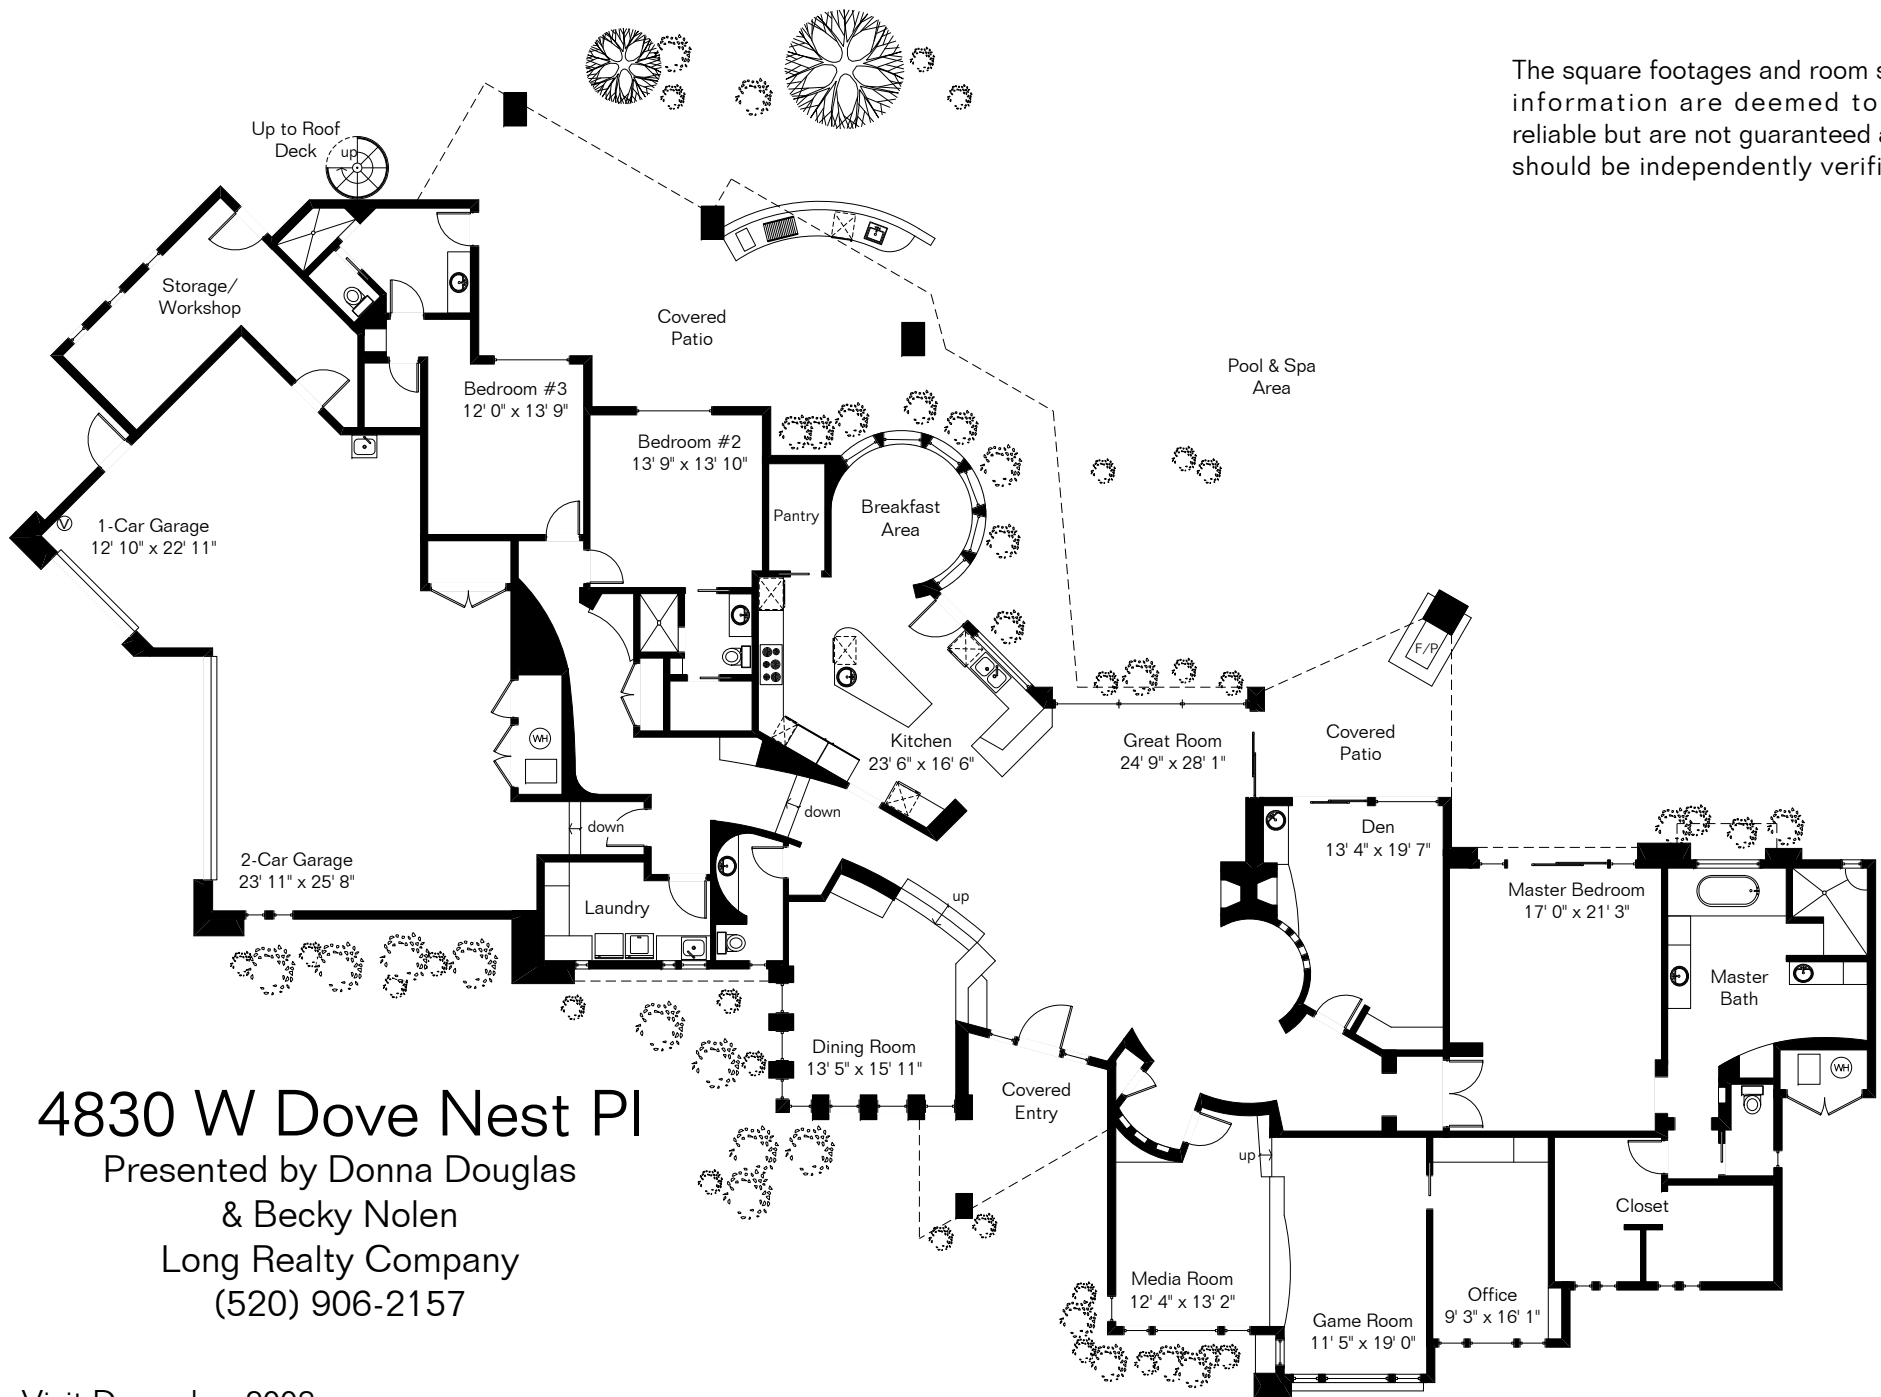 The square footages and room
information are deemed to
reliable but are not guaranteed
should be independently
Up to Roof
Deck
up
Storage/
Workshop
Covered
Patio
Pool & Spa
Area
Bedroom #3
12' 0" x 13' 9"
Bedroom #2
13' 9" x 13' 10"
Pantry
Breakfast
Area
V
1-Car Garage
12' 10" x 22' 11"
F/P
WH
Kitchen
23' 6" x 16' 6"
Great Room
24' 9" x 28' 1"
Covered
Patio
down
down
Den
13' 4" x 19' 7"
2-Car Garage
23' 11" x 25' 8"
Laundry
up
Master Bedroom
17' 0" x 21' 3"
Master
Bath
Dining Room
13' 5" x 15' 11"
Covered
Entry
WH
4830 W Dove Nest Pl
Presented by Donna Douglas
& Becky Nolen
Long Realty Company
(520) 906-2157
up
Closet
Media Room
12' 4" x 13' 2"
Game Room
11' 5" x 19' 0"
Office
9' 3" x 16' 1"